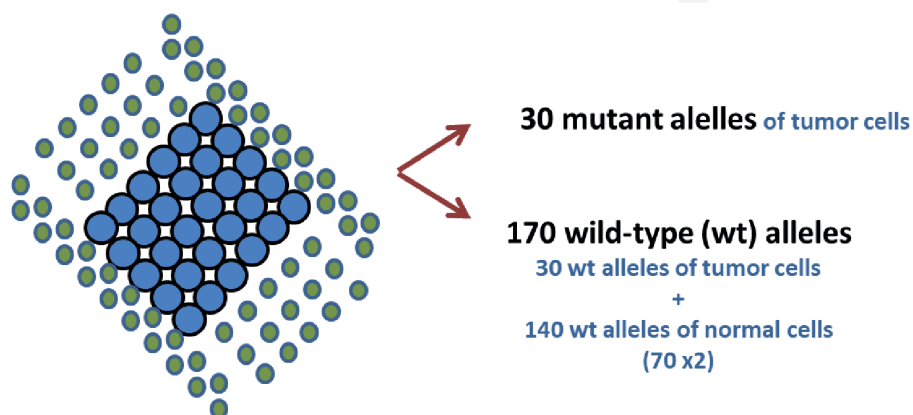 30 mutant alelles of tumor cells
170 wild-type (wt) alleles
30 wt alleles of tumor cells
+
140 wt alleles of normal cells
(70 x2)